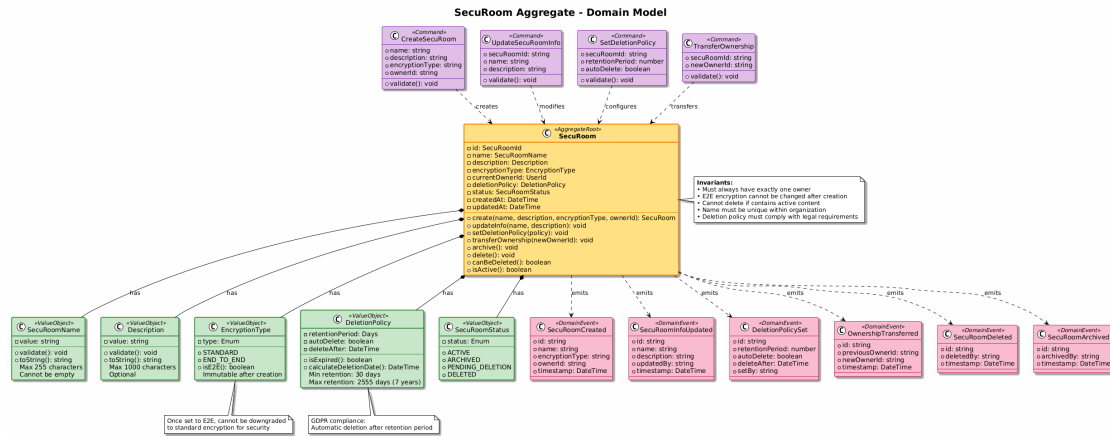 SecuRoom Aggregate - Domain Model
«Command»
CreateSecuRoom
name: string
description: string
encryptionType: string
ownerId: string
validate(): void
«Command»
UpdateSecuRoomInfo
secuRoomId: string
name: string
description: string
validate(): void
«Command»
SetDeletionPolicy
secuRoomId: string
retentionPeriod: number
autoDelete: boolean
validate(): void
«Command»
TransferOwnership
secuRoomId: string
newOwnerId: string
validate(): void
creates
modifies
configures
transfers
«AggregateRoot»
SecuRoom
id: SecuRoomId
name: SecuRoomName
description: Description
encryptionType: EncryptionType
currentOwnerId: UserId
deletionPolicy: DeletionPolicy
status: SecuRoomStatus
createdAt: DateTime
updatedAt: DateTime
create(name, description, encryptionType, ownerId): SecuRoom
updateInfo(name, description): void
setDeletionPolicy(policy): void
transferOwnership(newOwnerId): void
archive(): void
delete(): void
canBeDeleted(): boolean
isActive(): boolean
Invariants:
• Must always have exactly one owner
• E2E encryption cannot be changed after creation
• Cannot delete if contains active content
• Name must be unique within organization
• Deletion policy must comply with legal requirements
has
has
has
has
has
emits
emits
emits
emits
emits
emits
«ValueObject»
SecuRoomName
value: string
validate(): void
toString(): string
Max 255 characters
Cannot be empty
«ValueObject»
Description
value: string
validate(): void
toString(): string
Max 1000 characters
Optional
«ValueObject»
EncryptionType
type: Enum
STANDARD
END_TO_END
isE2E(): boolean
Immutable after creation
«ValueObject»
DeletionPolicy
retentionPeriod: Days
autoDelete: boolean
deleteAfter: DateTime
isExpired(): boolean
calculateDeletionDate(): DateTime
Min retention: 30 days
Max retention: 2555 days (7 years)
«ValueObject»
SecuRoomStatus
status: Enum
ACTIVE
ARCHIVED
PENDING_DELETION
DELETED
«DomainEvent»
SecuRoomCreated
id: string
name: string
encryptionType: string
ownerId: string
timestamp: DateTime
«DomainEvent»
SecuRoomInfoUpdated
id: string
name: string
description: string
updatedBy: string
timestamp: DateTime
«DomainEvent»
DeletionPolicySet
id: string
retentionPeriod: number
autoDelete: boolean
deleteAfter: DateTime
setBy: string
«DomainEvent»
OwnershipTransferred
id: string
previousOwnerId: string
newOwnerId: string
timestamp: DateTime
«DomainEvent»
SecuRoomDeleted
id: string
deletedBy: string
timestamp: DateTime
«DomainEvent»
SecuRoomArchived
id: string
archivedBy: string
timestamp: DateTime
Once set to E2E, cannot be downgraded
to standard encryption for security
GDPR compliance:
Automatic deletion after retention period